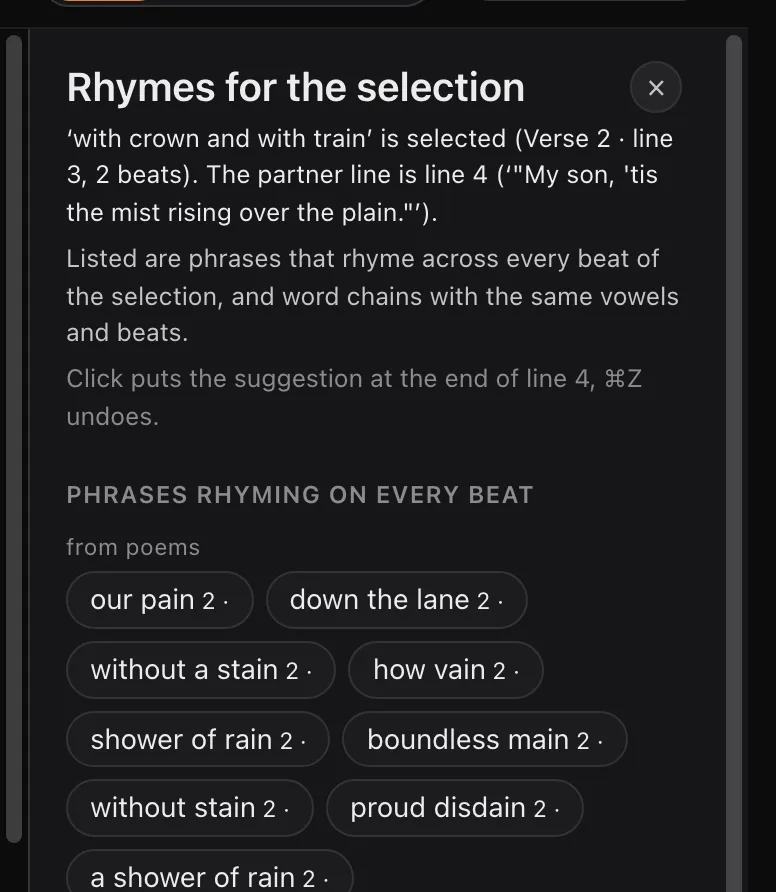 Rhymes for the selection
×
‘with crown and with train’ is selected (Verse 2 · line
3, 2 beats). The partner line is line 4 (‘"My son, 'tis
the mist rising over the plain."’).
Listed are phrases that rhyme across every beat of
the selection, and word chains with the same vowels
and beats.
Click puts the suggestion at the end of line 4, ⌘Z
undoes.
PHRASES RHYMING ON EVERY BEAT
from poems
our pain 2 · down the lane 2 ·
without a stain 2 · how vain 2 ·
shower of rain 2 · boundless main 2 ·
without stain 2 · proud disdain 2 ·
a shower of rain 2 ·